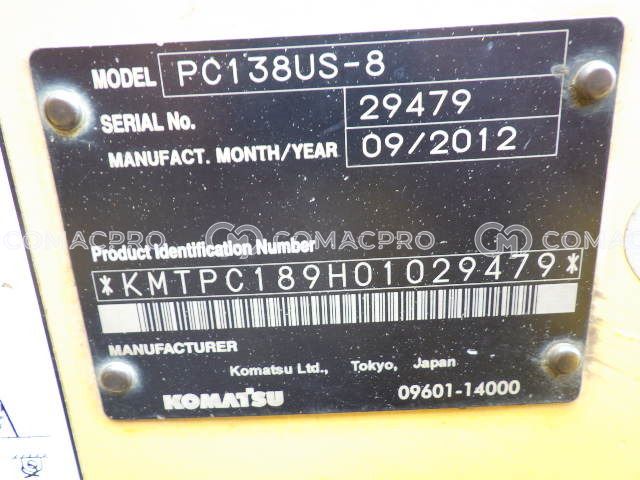 MODEL PC138US-8
SERIAL No. 29479
MANUFACT. MONTH/YEAR 09/2012
COMACPRO COMACPRO COMACPRO
Product Identification Number
*KMTPC189H01029479*
MANUFACTURER
Komatsu Ltd., Tokyo, Japan
KOMATSU 09601-14000